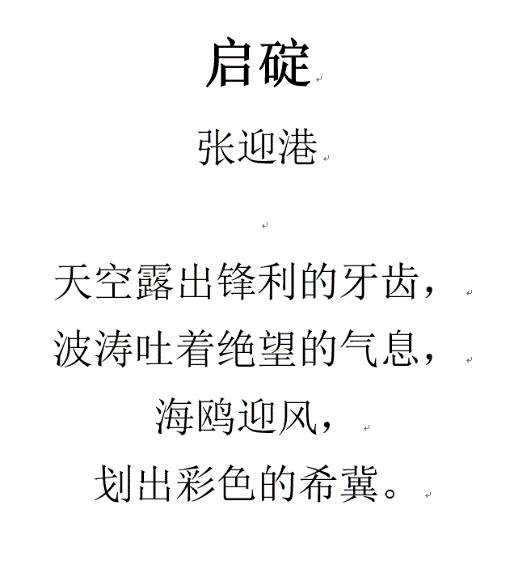 启碇
张迎港
天空露出锋利的牙齿，
波涛吐着绝望的气息，
海鸥迎风，
划出彩色的希冀。